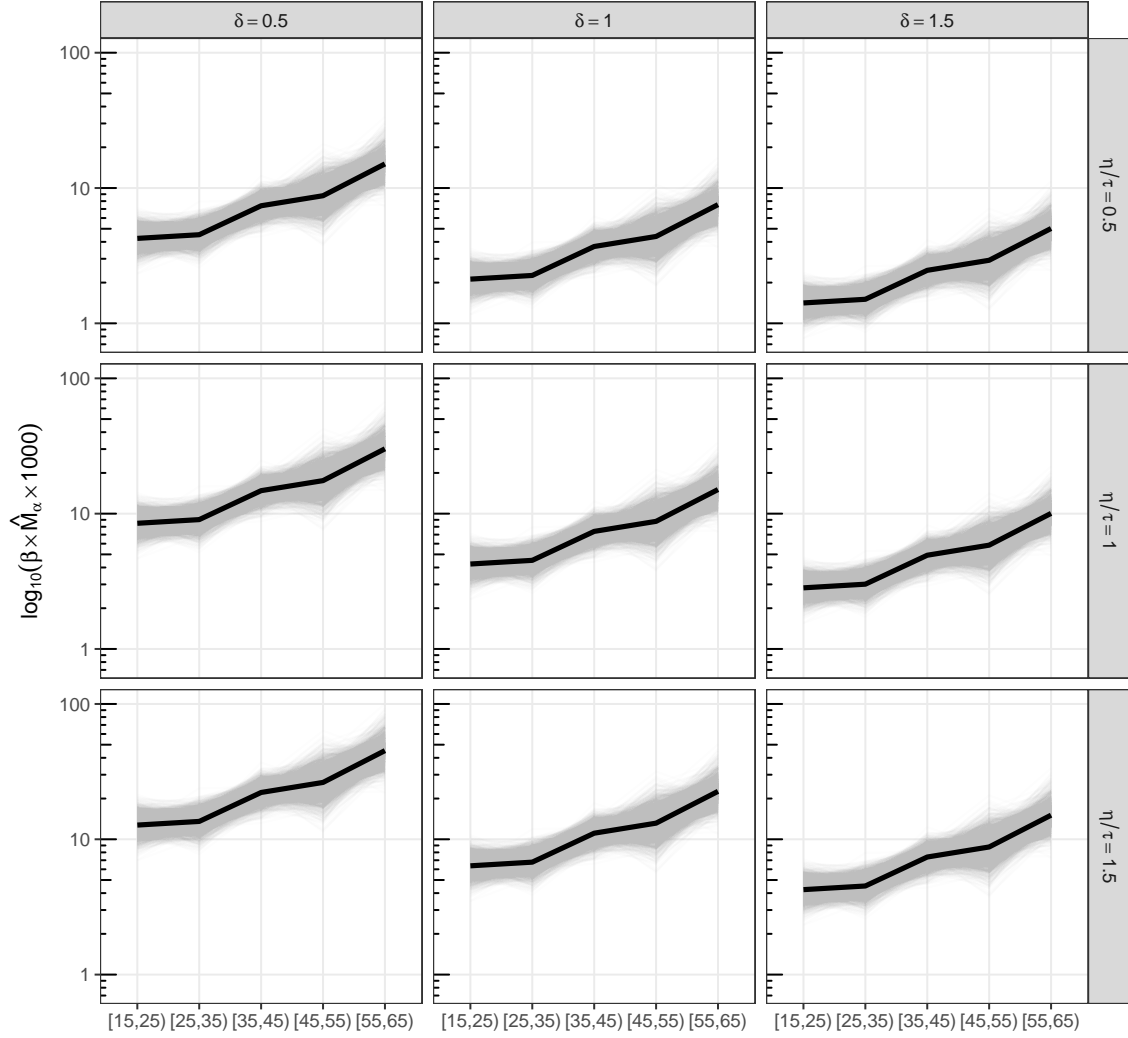 δ = 0.5
δ = 1
δ = 1.5
100
10
1
η/τ = 0.5
100
10
1
η/τ = 1
100
10
1
η/τ = 1.5
log₁₀(β × M̂α × 1000)
[15,25) [25,35) [35,45) [45,55) [55,65)
[15,25) [25,35) [35,45) [45,55) [55,65)
[15,25) [25,35) [35,45) [45,55) [55,65)